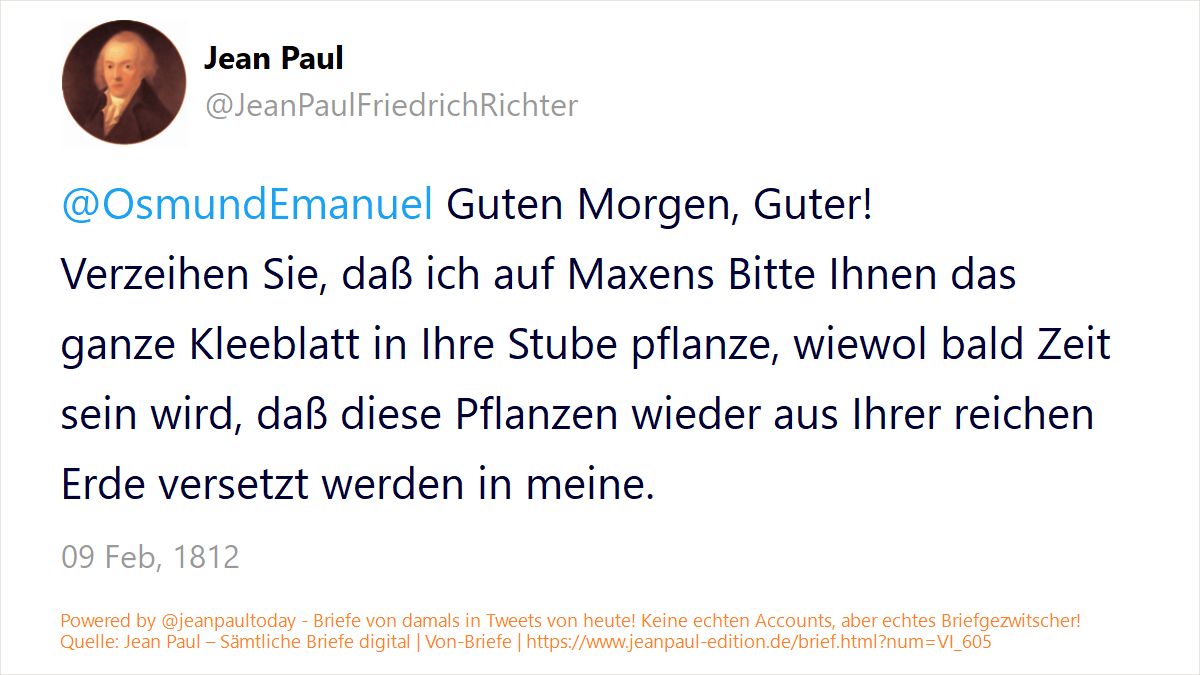 Jean Paul
@JeanPaulFriedrichRichter
@OsmundEmanuel Guten Morgen, Guter!
Verzeihen Sie, daß ich auf Maxens Bitte Ihnen das
ganze Kleeblatt in Ihre Stube pflanze, wiewol bald Zeit
sein wird, daß diese Pflanzen wieder aus Ihrer reichen
Erde versetzt werden in meine.
09 Feb, 1812
Powered by @jeanpaultoday - Briefe von damals in Tweets von heute! Keine echten Accounts, aber echtes Briefgezwitscher!
Quelle: Jean Paul – Sämtliche Briefe digital | Von-Briefe | https://www.jeanpaul-edition.de/brief.html?num=VI_605